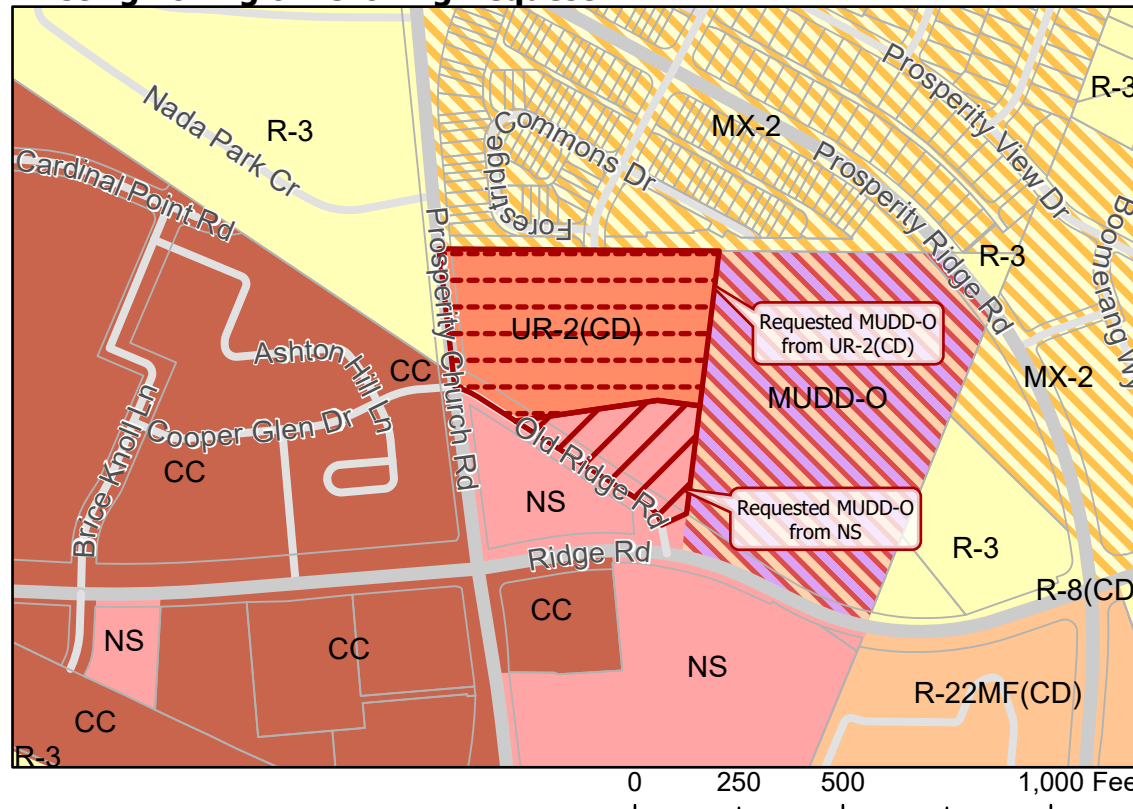 R-3
Nada Park Cr
Cardinal Point Rd
Commons Dr
Forestridge
MX-2
Prosperity View Dr
R-3
Prosperity Ridge Rd
Boomerang Wy
R-3
Prosperity Church Rd
UR-2(CD)
Requested MUDD-O
from UR-2(CD)
MUDD-O
MX-2
CC
Ashton Hill Ln
Cooper Glen Dr
Brice Knoll Ln
CC
Old Ridge Rd
NS
Requested MUDD-O
from NS
Ridge Rd
R-3
R-8(CD
CC
NS
CC
NS
R-22MF(CD)
CC
R-3
0 250 500 1,000 Fee